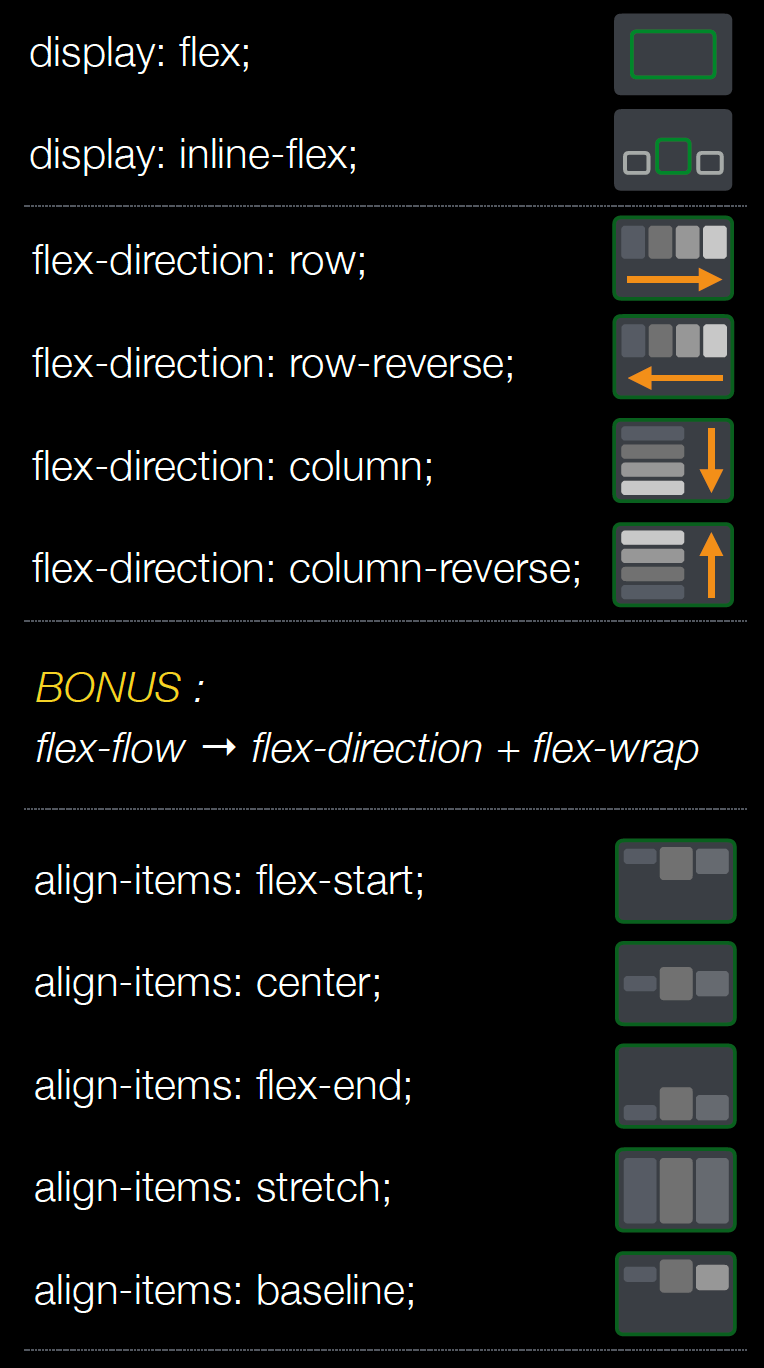 display: flex;
display: inline-flex;
flex-direction: row;
flex-direction: row-reverse;
flex-direction: column;
flex-direction: column-reverse;
BONUS :
flex-flow → flex-direction + flex-wrap
align-items: flex-start;
align-items: center;
align-items: flex-end;
align-items: stretch;
align-items: baseline;